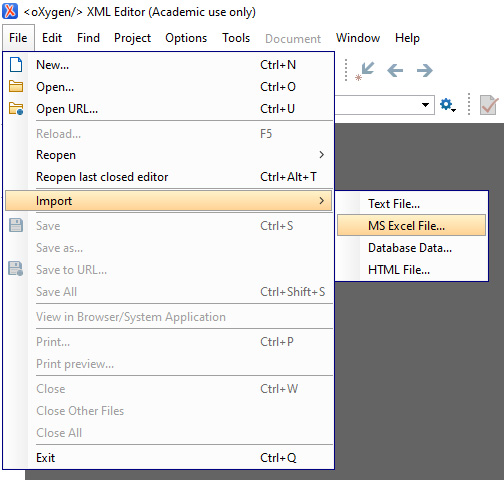 <oXygen/> XML Editor (Academic use only)
File Edit Find Project Options Tools Document Window Help
New... Ctrl+N
Open... Ctrl+O
Open URL... Ctrl+U
Reload... F5
Reopen
Reopen last closed editor Ctrl+Alt+T
Import
Text File...
Save Ctrl+S
MS Excel File...
Save as...
Database Data...
Save to URL...
HTML File...
Save All Ctrl+Shift+S
View in Browser/System Application
Print... Ctrl+P
Print preview...
Close Ctrl+W
Close Other Files
Close All
Exit Ctrl+Q